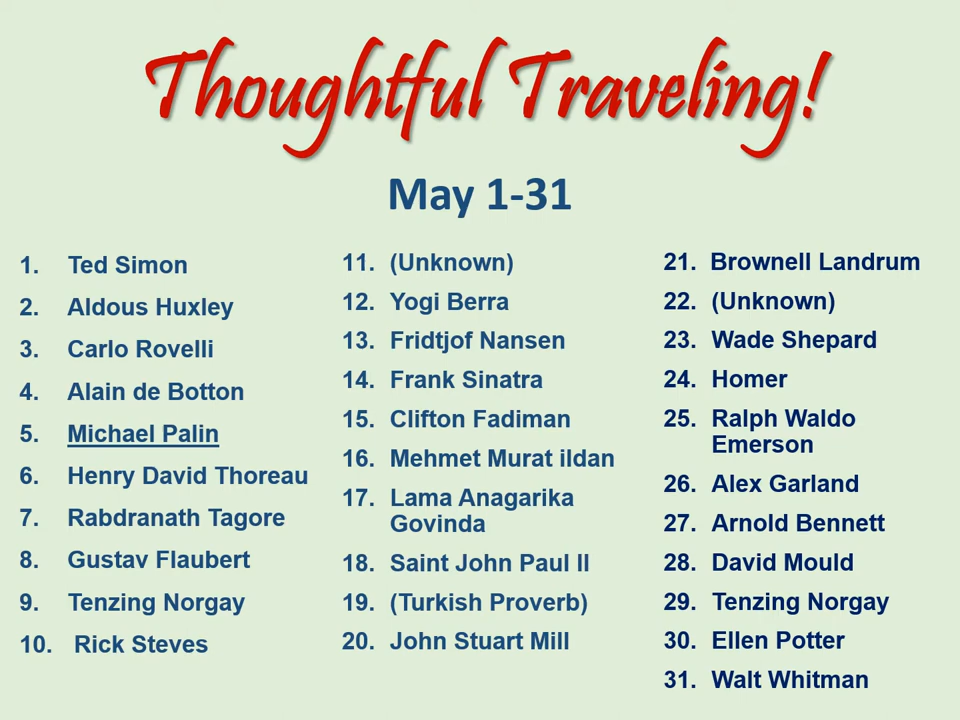 Thoughtful Traveling!
May 1-31
1. Ted Simon
2. Aldous Huxley
3. Carlo Rovelli
4. Alain de Botton
5. Michael Palin
6. Henry David Thoreau
7. Rabdranath Tagore
8. Gustav Flaubert
9. Tenzing Norgay
10. Rick Steves
11. (Unknown)
12. Yogi Berra
13. Fridtjof Nansen
14. Frank Sinatra
15. Clifton Fadiman
16. Mehmet Murat ildan
17. Lama Anagarika
Govinda
18. Saint John Paul II
19. (Turkish Proverb)
20. John Stuart Mill
21. Brownell Landrum
22. (Unknown)
23. Wade Shepard
24. Homer
25. Ralph Waldo
Emerson
26. Alex Garland
27. Arnold Bennett
28. David Mould
29. Tenzing Norgay
30. Ellen Potter
31. Walt Whitman